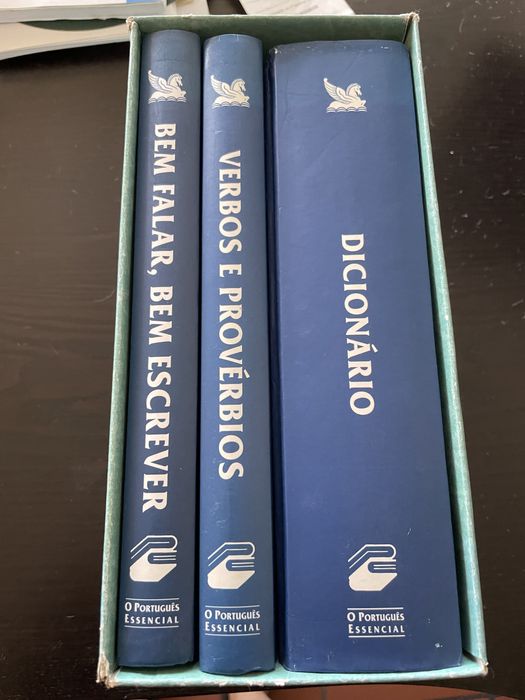 BEM FALAR, BEM ESCREVER
O PORTUGUÊS
ESSENCIAL
VERBOS E PROVÉRBIOS
O PORTUGUÊS
ESSENCIAL
DICIONÁRIO
O PORTUGUÊS
ESSENCIAL